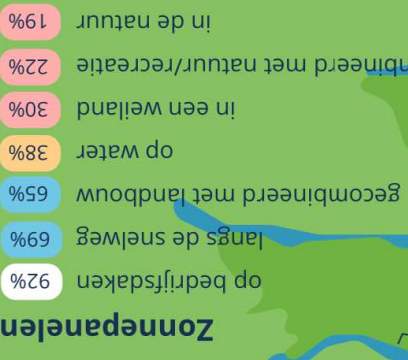 Zonnepanelen
op bedrijfsdaken 92%
langs de snelweg 69%
gecombineerd met landbouw 65%
op water 38%
in een weiland 30%
nbineerd met natuur/recreatie 22%
in de natuur 19%